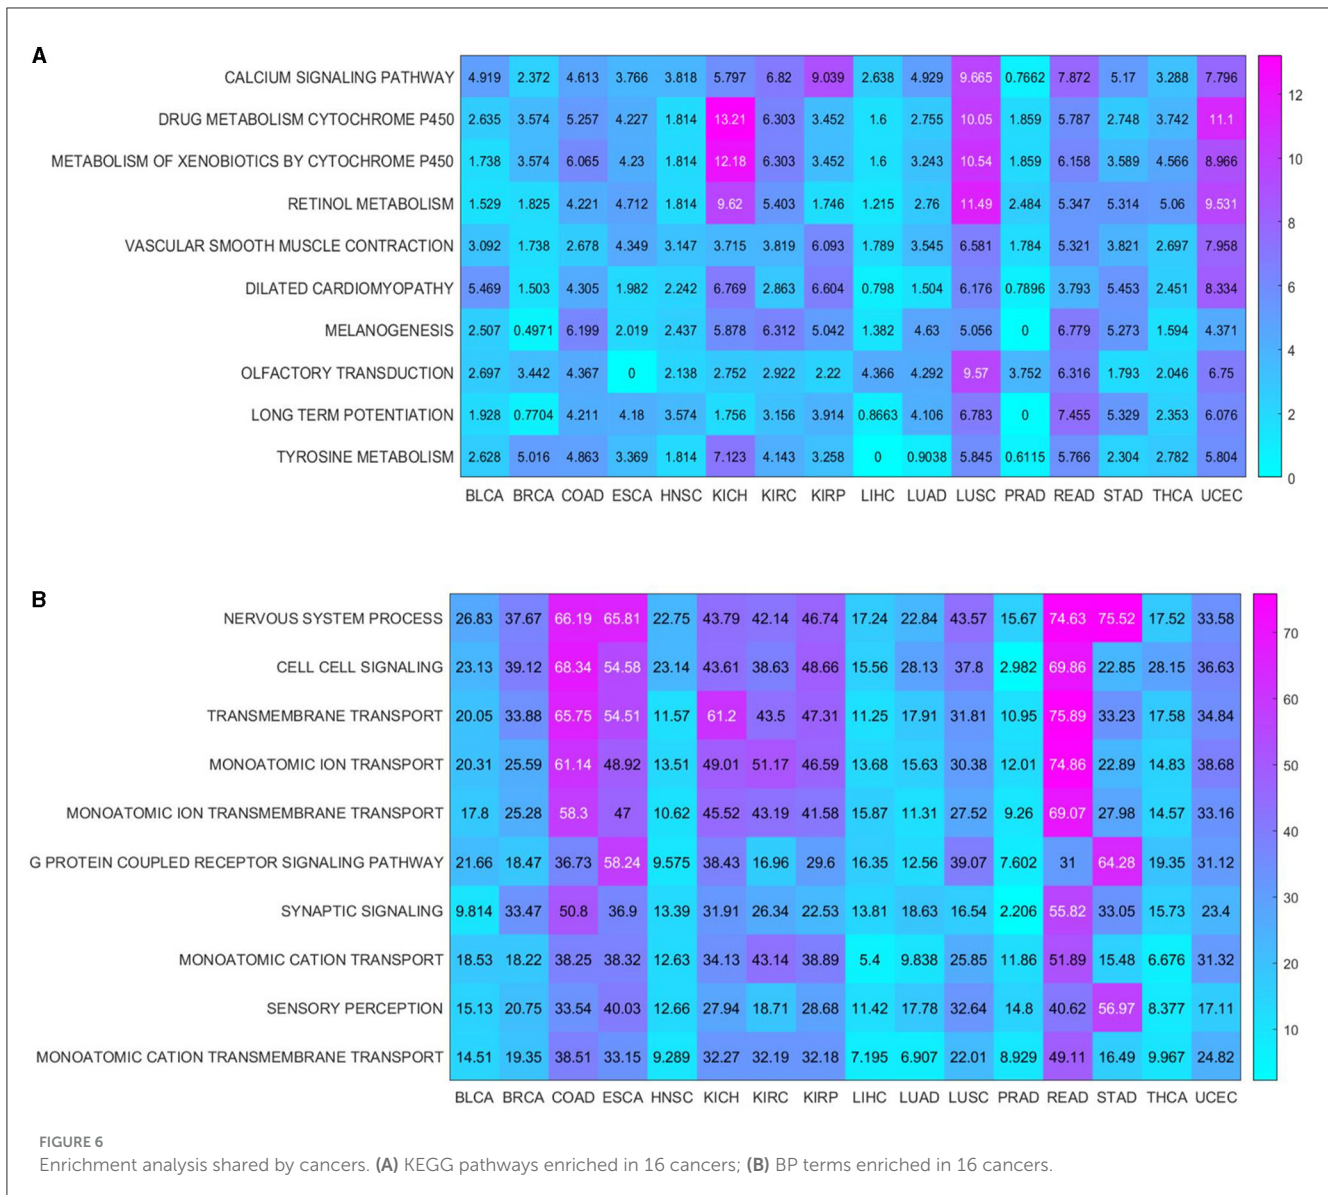 A
CALCIUM SIGNALING PATHWAY 4.919 2.372 4.613 3.766 3.818 5.797 6.82 9.039 2.638 4.929 9.665 0.7662 7.872 5.17 3.288 7.796
12
DRUG METABOLISM CYTOCHROME P450 2.635 3.574 5.257 4.227 1.814 13.21 6.303 3.452 1.6 2.755 10.05 1.859 5.787 2.748 3.742 11.1
METABOLISM OF XENOBIOTICS BY CYTOCHROME P450 1.738 3.574 6.065 4.23 1.814 12.18 6.303 3.452 1.6 3.243 10.54 1.859 6.158 3.589 4.566 8.966
10
RETINOL METABOLISM 1.529 1.825 4.221 4.712 1.814 9.62 5.403 1.746 1.215 2.76 11.49 2.484 5.347 5.314 5.06 9.531
8
VASCULAR SMOOTH MUSCLE CONTRACTION 3.092 1.738 2.678 4.349 3.147 3.715 3.819 6.093 1.789 3.545 6.581 1.784 5.321 3.821 2.697 7.958
DILATED CARDIOMYOPATHY 5.469 1.503 4.305 1.982 2.242 6.769 2.863 6.604 0.798 1.504 6.176 0.7896 3.793 5.453 2.451 8.334
6
MELANOGENESIS 2.507 0.4971 6.199 2.019 2.437 5.878 6.312 5.042 1.382 4.63 5.056 0 6.779 5.273 1.594 4.371
4
OLFACTORY TRANSDUCTION 2.697 3.442 4.367 0 2.138 2.752 2.922 2.22 4.366 4.292 9.57 3.752 6.316 1.793 2.046 6.75
LONG TERM POTENTIATION 1.928 0.7704 4.211 4.18 3.574 1.756 3.156 3.914 0.8663 4.106 6.783 0 7.455 5.329 2.353 6.076
2
TYROSINE METABOLISM 2.628 5.016 4.863 3.369 1.814 7.123 4.143 3.258 0 0.9038 5.845 0.6115 5.766 2.304 2.782 5.804
0
BLCA BRCA COAD ESCA HNSC KICH KIRC KIRP LIHC LUAD LUSC PRAD READ STAD THCA UCEC
B
NERVOUS SYSTEM PROCESS 26.83 37.67 66.19 65.81 22.75 43.79 42.14 46.74 17.24 22.84 43.57 15.67 74.63 75.52 17.52 33.58
70
CELL CELL SIGNALING 23.13 39.12 68.34 54.58 23.14 43.61 38.63 48.66 15.56 28.13 37.8 2.982 69.86 22.85 28.15 36.63
60
TRANSMEMBRANE TRANSPORT 20.05 33.88 65.75 54.51 11.57 61.2 43.5 47.31 11.25 17.91 31.81 10.95 75.89 33.23 17.58 34.84
MONOATOMIC ION TRANSPORT 20.31 25.59 61.14 48.92 13.51 49.01 51.17 46.59 13.68 15.63 30.38 12.01 74.86 22.89 14.83 38.68
50
MONOATOMIC ION TRANSMEMBRANE TRANSPORT 17.8 25.28 58.3 47 10.62 45.52 43.19 41.58 15.87 11.31 27.52 9.26 69.07 27.98 14.57 33.16
40
G PROTEIN COUPLED RECEPTOR SIGNALING PATHWAY 21.66 18.47 36.73 58.24 9.575 38.43 16.96 29.6 16.35 12.56 39.07 7.602 31 64.28 19.35 31.12
30
SYNAPTIC SIGNALING 9.814 33.47 50.8 36.9 13.39 31.91 26.34 22.53 13.81 18.63 16.54 2.206 55.82 33.05 15.73 23.4
MONOATOMIC CATION TRANSPORT 18.53 18.22 38.25 38.32 12.63 34.13 43.14 38.89 5.4 9.838 25.85 11.86 51.89 15.48 6.676 31.32
20
SENSORY PERCEPTION 15.13 20.75 33.54 40.03 12.66 27.94 18.71 28.68 11.42 17.78 32.64 14.8 40.62 56.97 8.377 17.11
10
MONOATOMIC CATION TRANSMEMBRANE TRANSPORT 14.51 19.35 38.51 33.15 9.289 32.27 32.19 32.18 7.195 6.907 22.01 8.929 49.11 16.49 9.967 24.82
BLCA BRCA COAD ESCA HNSC KICH KIRC KIRP LIHC LUAD LUSC PRAD READ STAD THCA UCEC
FIGURE 6
Enrichment analysis shared by cancers. (A) KEGG pathways enriched in 16 cancers; (B) BP terms enriched in 16 cancers.